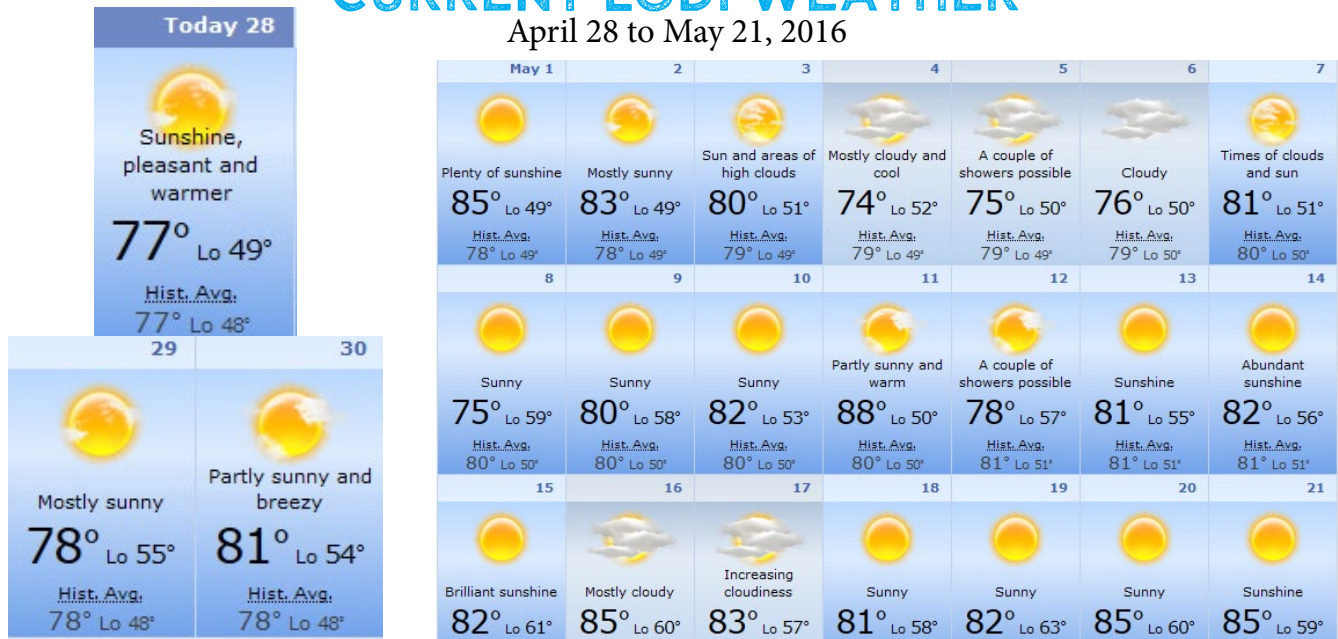 CURRENT LODI WEATHER
April 28 to May 21, 2016
Today 28
Sunshine,
pleasant and
warmer
77° Lo 49°
Hist. Avg.
77° Lo 48°
29
Mostly sunny
78° Lo 55°
Hist. Avg.
78° Lo 48°
30
Partly sunny and
breezy
81° Lo 54°
Hist. Avg.
78° Lo 48°
May 1
Plenty of sunshine
85° Lo 49°
Hist. Avg.
78° Lo 49°
2
Mostly sunny
83° Lo 49°
Hist. Avg.
78° Lo 49°
3
Sun and areas of
high clouds
80° Lo 51°
Hist. Avg.
79° Lo 49°
4
Mostly cloudy and
cool
74° Lo 52°
Hist. Avg.
79° Lo 49°
5
A couple of
showers possible
75° Lo 50°
Hist. Avg.
79° Lo 49°
6
Cloudy
76° Lo 50°
Hist. Avg.
79° Lo 50°
7
Times of clouds
and sun
81° Lo 51°
Hist. Avg.
80° Lo 50°
8
Sunny
75° Lo 59°
Hist. Avg.
80° Lo 50°
9
Sunny
80° Lo 58°
Hist. Avg.
80° Lo 50°
10
Sunny
82° Lo 53°
Hist. Avg.
80° Lo 50°
11
Partly sunny and
warm
88° Lo 50°
Hist. Avg.
80° Lo 50°
12
A couple of
showers possible
78° Lo 57°
Hist. Avg.
81° Lo 51°
13
Sunshine
81° Lo 55°
Hist. Avg.
81° Lo 51°
14
Abundant
sunshine
82° Lo 56°
Hist. Avg.
81° Lo 51°
15
Brilliant sunshine
82° Lo 61°
16
Mostly cloudy
85° Lo 60°
17
Increasing
cloudiness
83° Lo 57°
18
Sunny
81° Lo 58°
19
Sunny
82° Lo 63°
20
Sunny
85° Lo 60°
21
Sunshine
85° Lo 59°